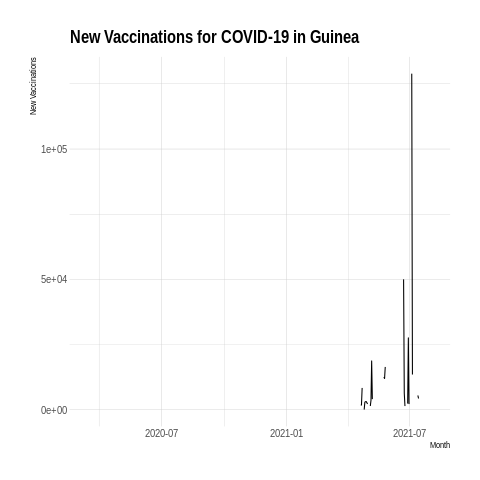 New Vaccinations for COVID-19 in Guinea
New Vaccinations
1e+05
5e+04
0e+00
2020-07
2021-01
2021-07
Month